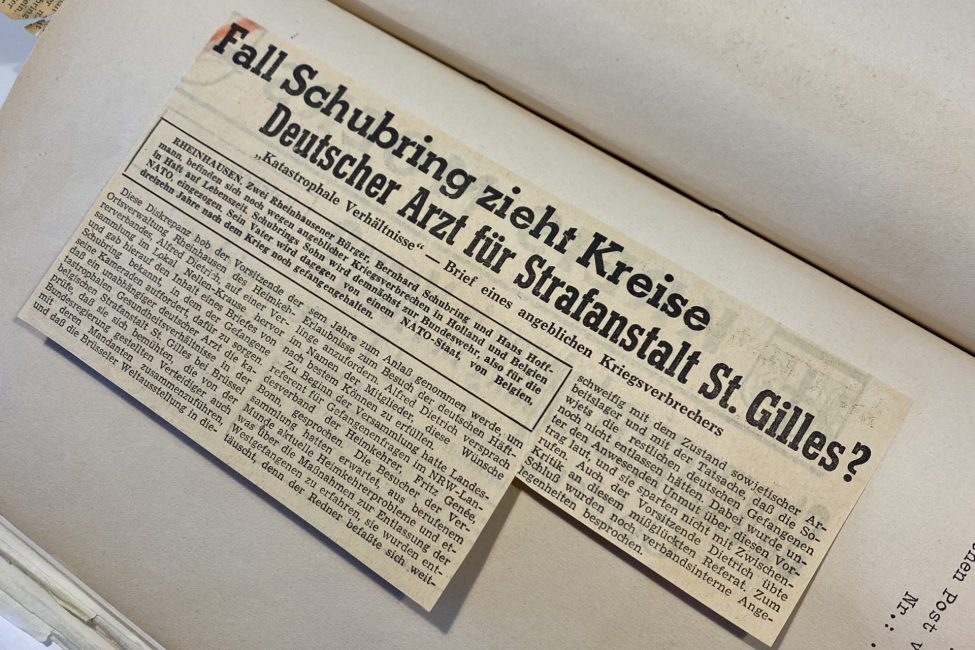 Fall Schubring zieht Kreise
Deutscher Arzt für Strafanstalt St. Gilles?
„Katastrophale Verhältnisse“ — Brief eines angeblichen Kriegsverbrechers
RHEINHAUSEN. Zwei Rheinhausener Bürger, Bernhard Schubring und Hans Hoff-
mann, befinden sich noch wegen angeblicher Kriegsverbrechen in Holland und Belgien
in Haft auf Lebenszeit. Schubrings Sohn wird demnächst zur Bundeswehr, also für die
NATO, eingezogen. Sein Vater wird dagegen von einem NATO-Staat, von Belgien,
dreizehn Jahre nach dem Krieg noch gefangengehalten.
Diese Diskrepanz hob der Vorsitzende der
Ortsverwaltung Rheinhausen des Heimkeh-
rerverbandes, Alfred Dietrich, auf einer Ver-
sammlung im Lokal Neifen-Krause, hervor
und gab hierauf den Inhalt eines Briefes von
Schubring bekannt, in dem der Gefangene
seine Kameraden auffordert, dafür zu sorgen,
daß ein unabhängiger, deutscher Arzt die ka-
tastrophalen Gesundheitsverhältnisse in der
belgischen Strafanstalt St. Gilles bei Brüssel
prüfe, daß sie sich bemühten, die von der
Bundesregierung gestellten Verteidiger auch
mit deren Mandanten zusammenzuführen,
und daß die Brüsseler Weltausstellung in die-
sem Jahre zum Anlaß genommen werde, um
Erlaubnisse zum Besuch der deutschen Häft-
linge anzufordern. Alfred Dietrich versprach
im Namen der Mitglieder, diese Wünsche
nach bestem Können zu erfüllen.
Zu Beginn der Versammlung hatte Landes-
referent für Gefangenenfragen im NRW-Lan-
desverband der Heimkehrer, Fritz Genée,
Bonn, gesprochen. Die Besucher der Ver-
sammlung hatten erwartet, aus berufenem
Munde aktuelle Heimkehrerprobleme und et-
was über die Maßnahmen zur Entlassung der
Westgefangenen zu erfahren, sie wurden ent-
täuscht, denn der Redner befaßte sich weit-
schweifig mit den Zustand sowjetischer Ar-
beitslager und mit der Tatsache, daß die So-
wjets die restlichen deutschen Gefangenen
noch nicht entlassen hätten. Dabei wurde un-
ter den Anwesenden Unmut über diesen Vor-
trag laut, und sie sparten nicht mit Zwischen-
rufen. Auch der Vorsitzende Dietrich übte
Kritik an diesem mißglückten Referat. Zum
Schluß wurden noch verbandsinterne Ange-
legenheiten besprochen.
chen Post v
Nr.: